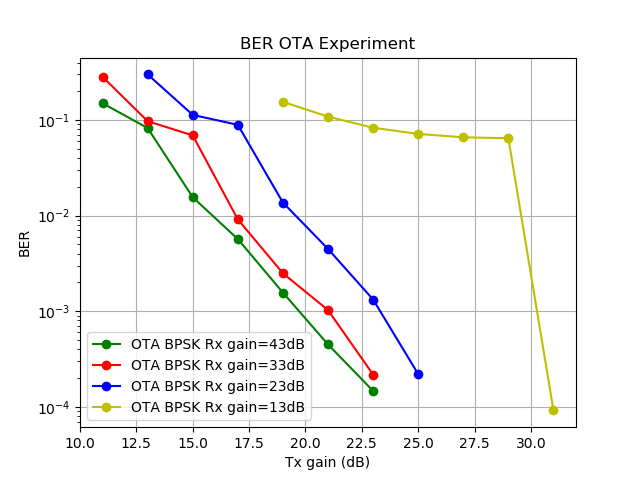 BER OTA Experiment
BER
10⁻¹
10⁻²
10⁻³
10⁻⁴
OTA BPSK Rx gain=43dB
OTA BPSK Rx gain=33dB
OTA BPSK Rx gain=23dB
OTA BPSK Rx gain=13dB
10.0 12.5 15.0 17.5 20.0 22.5 25.0 27.5 30.0
Tx gain (dB)